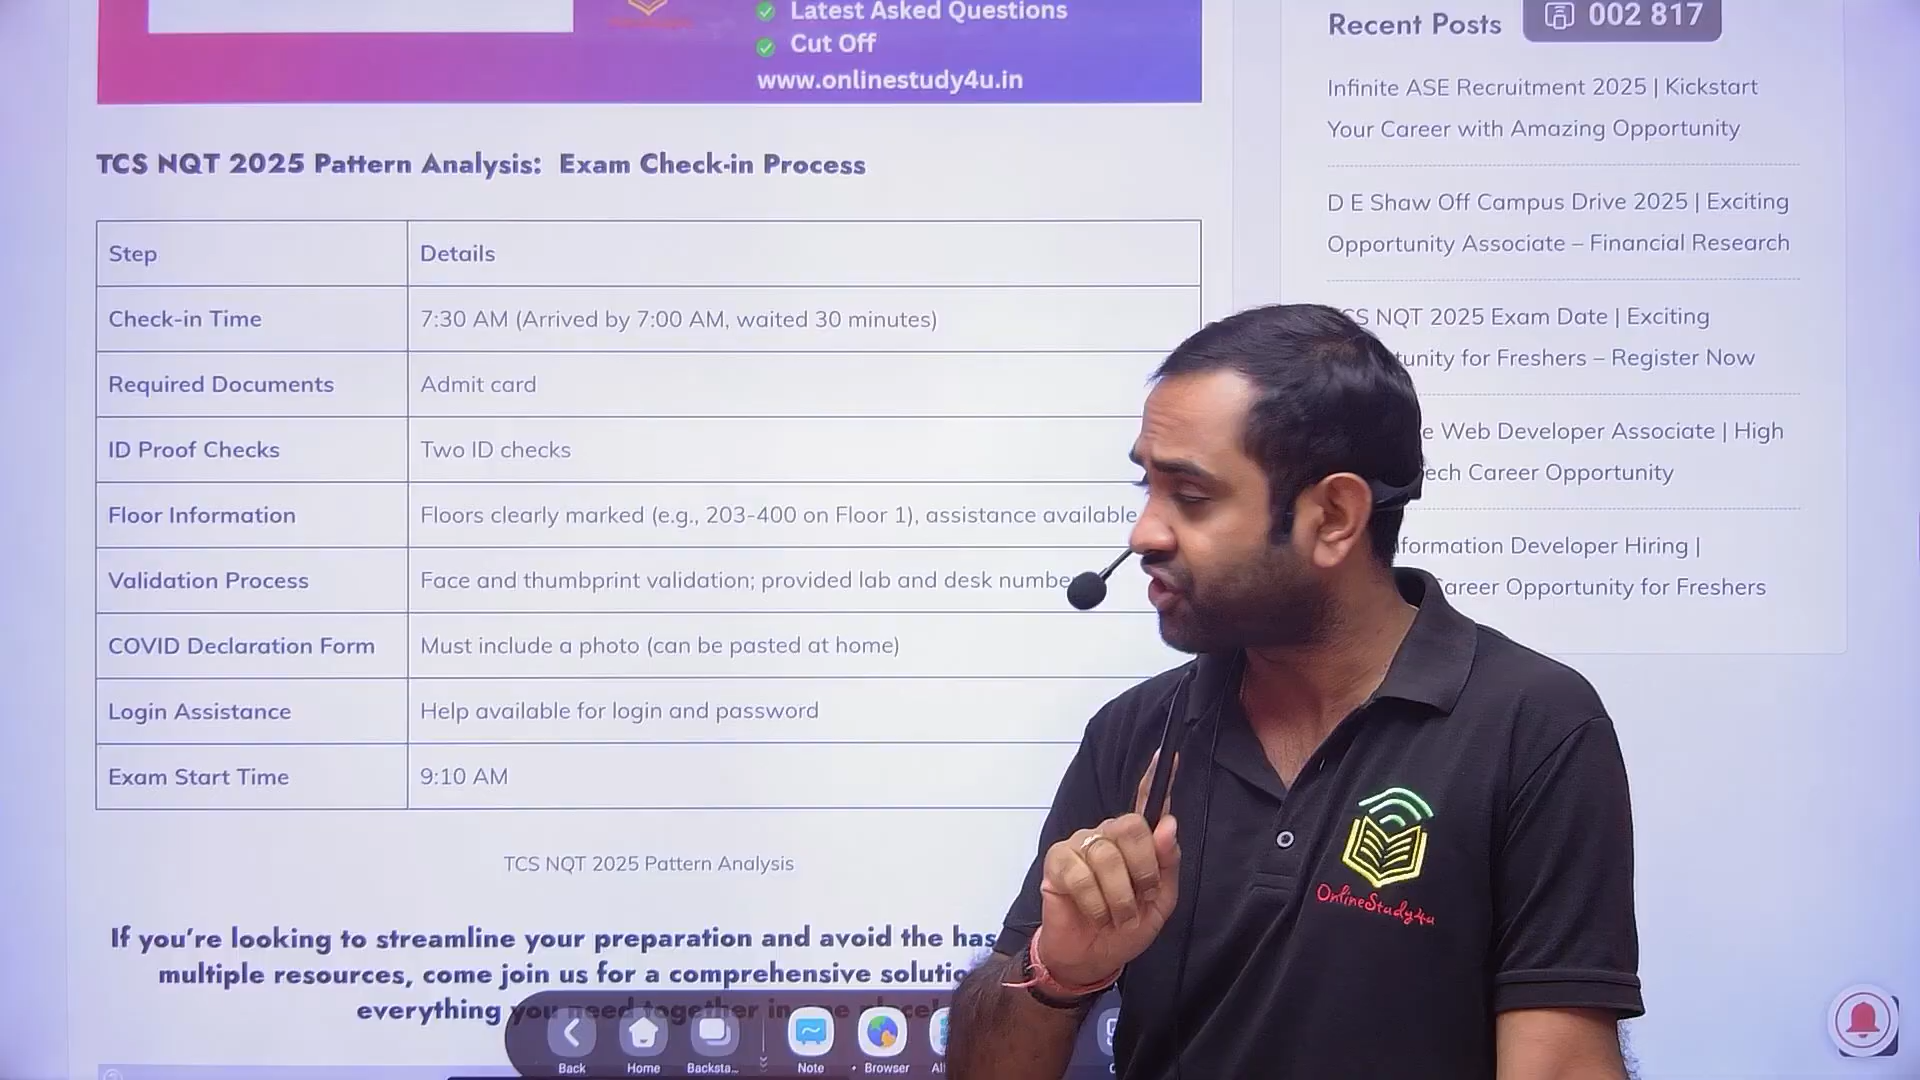 Latest Asked Questions
Cut Off
www.onlinestudy4u.in
TCS NQT 2025 Pattern Analysis: Exam Check-in Process
Step Details
Check-in Time 7:30 AM (Arrived by 7:00 AM, waited 30 minutes)
Required Documents Admit card
ID Proof Checks Two ID checks
Floor Information Floors clearly marked (e.g., 203-400 on Floor 1), assistance available
Validation Process Face and thumbprint validation; provided lab and desk numbe
COVID Declaration Form Must include a photo (can be pasted at home)
Login Assistance Help available for login and password
Exam Start Time 9:10 AM
TCS NQT 2025 Pattern Analysis
If you're looking to streamline your preparation and avoid the has
multiple resources, come join us for a comprehensive solutio
everything you need together in
Back Home Backsta... Note Browser
Recent Posts 002 817
Infinite ASE Recruitment 2025 | Kickstart
Your Career with Amazing Opportunity
D E Shaw Off Campus Drive 2025 | Exciting
Opportunity Associate – Financial Research
CS NQT 2025 Exam Date | Exciting
tunity for Freshers – Register Now
e Web Developer Associate | High
ech Career Opportunity
formation Developer Hiring |
Career Opportunity for Freshers
OnlineStudy4u